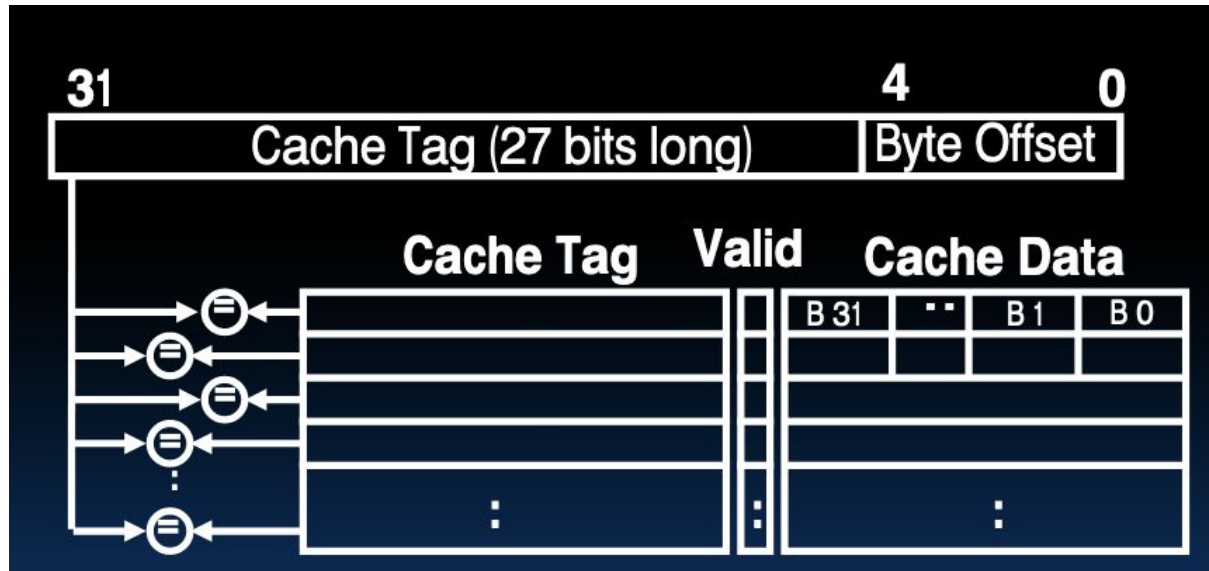 31 4 0
Cache Tag (27 bits long) Byte Offset
Cache Tag Valid Cache Data
= B 31 ·· B 1 B 0
=
=
=
:
= : : :